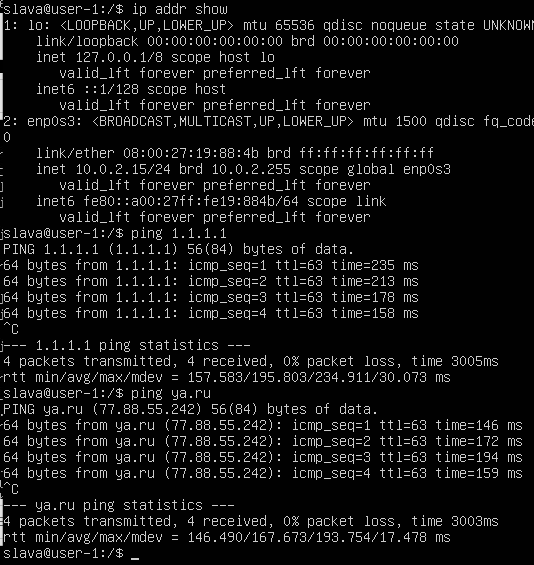 slava@user-1:/$ ip addr show
1: lo: <LOOPBACK,UP,LOWER_UP> mtu 65536 qdisc noqueue state UNKNOWN
link/loopback 00:00:00:00:00:00 brd 00:00:00:00:00:00
inet 127.0.0.1/8 scope host lo
valid_lft forever preferred_lft forever
inet6 ::1/128 scope host
valid_lft forever preferred_lft forever
2: enp0s3: <BROADCAST,MULTICAST,UP,LOWER_UP> mtu 1500 qdisc fq_code
0
link/ether 08:00:27:19:88:4b brd ff:ff:ff:ff:ff:ff
inet 10.0.2.15/24 brd 10.0.2.255 scope global enp0s3
valid_lft forever preferred_lft forever
inet6 fe80::a00:27ff:fe19:884b/64 scope link
valid_lft forever preferred_lft forever
slava@user-1:/$ ping 1.1.1.1
PING 1.1.1.1 (1.1.1.1) 56(84) bytes of data.
64 bytes from 1.1.1.1: icmp_seq=1 ttl=63 time=235 ms
64 bytes from 1.1.1.1: icmp_seq=2 ttl=63 time=213 ms
64 bytes from 1.1.1.1: icmp_seq=3 ttl=63 time=178 ms
64 bytes from 1.1.1.1: icmp_seq=4 ttl=63 time=158 ms
^C
--- 1.1.1.1 ping statistics ---
4 packets transmitted, 4 received, 0% packet loss, time 3005ms
rtt min/avg/max/mdev = 157.583/195.803/234.911/30.073 ms
slava@user-1:/$ ping ya.ru
PING ya.ru (77.88.55.242) 56(84) bytes of data.
64 bytes from ya.ru (77.88.55.242): icmp_seq=1 ttl=63 time=146 ms
64 bytes from ya.ru (77.88.55.242): icmp_seq=2 ttl=63 time=172 ms
64 bytes from ya.ru (77.88.55.242): icmp_seq=3 ttl=63 time=194 ms
64 bytes from ya.ru (77.88.55.242): icmp_seq=4 ttl=63 time=159 ms
^C
--- ya.ru ping statistics ---
4 packets transmitted, 4 received, 0% packet loss, time 3003ms
rtt min/avg/max/mdev = 146.490/167.673/193.754/17.478 ms
slava@user-1:/$ _